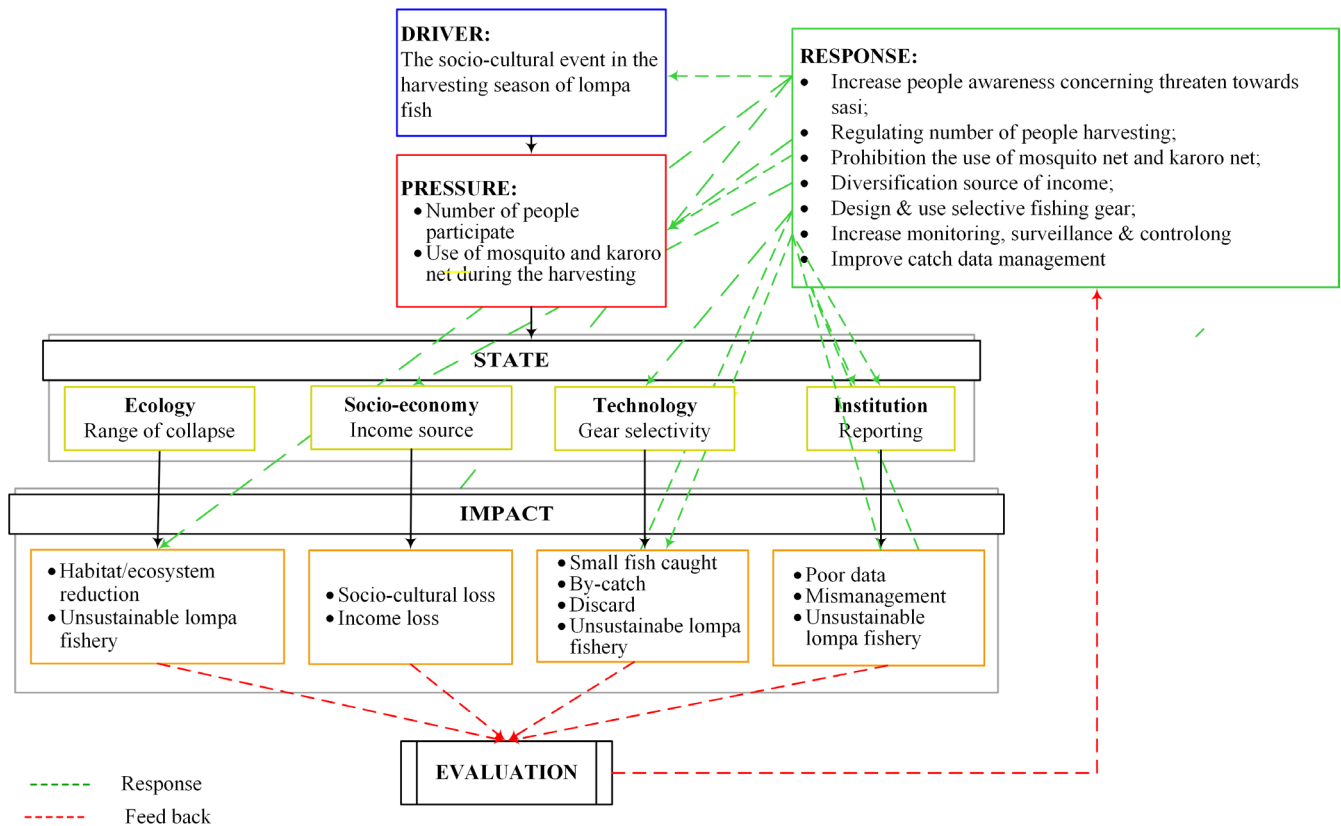 DRIVER:
The socio-cultural event in the
harvesting season of lompa
fish
RESPONSE:
• Increase people awareness concerning threaten towards
sasi;
• Regulating number of people harvesting;
• Prohibition the use of mosquito net and karoro net;
• Diversification source of income;
• Design & use selective fishing gear;
• Increase monitoring, surveillance & controlong
• Improve catch data management
PRESSURE:
• Number of people
participate
• Use of mosquito and karoro
net during the harvesting
STATE
Ecology
Range of collapse
Socio-economy
Income source
Technology
Gear selectivity
Institution
Reporting
IMPACT
• Habitat/ecosystem
reduction
• Unsustainable lompa
fishery
• Socio-cultural loss
• Income loss
• Small fish caught
• By-catch
• Discard
• Unsustainabe lompa
fishery
• Poor data
• Mismanagement
• Unsustainable
lompa fishery
EVALUATION
Response
Feed back